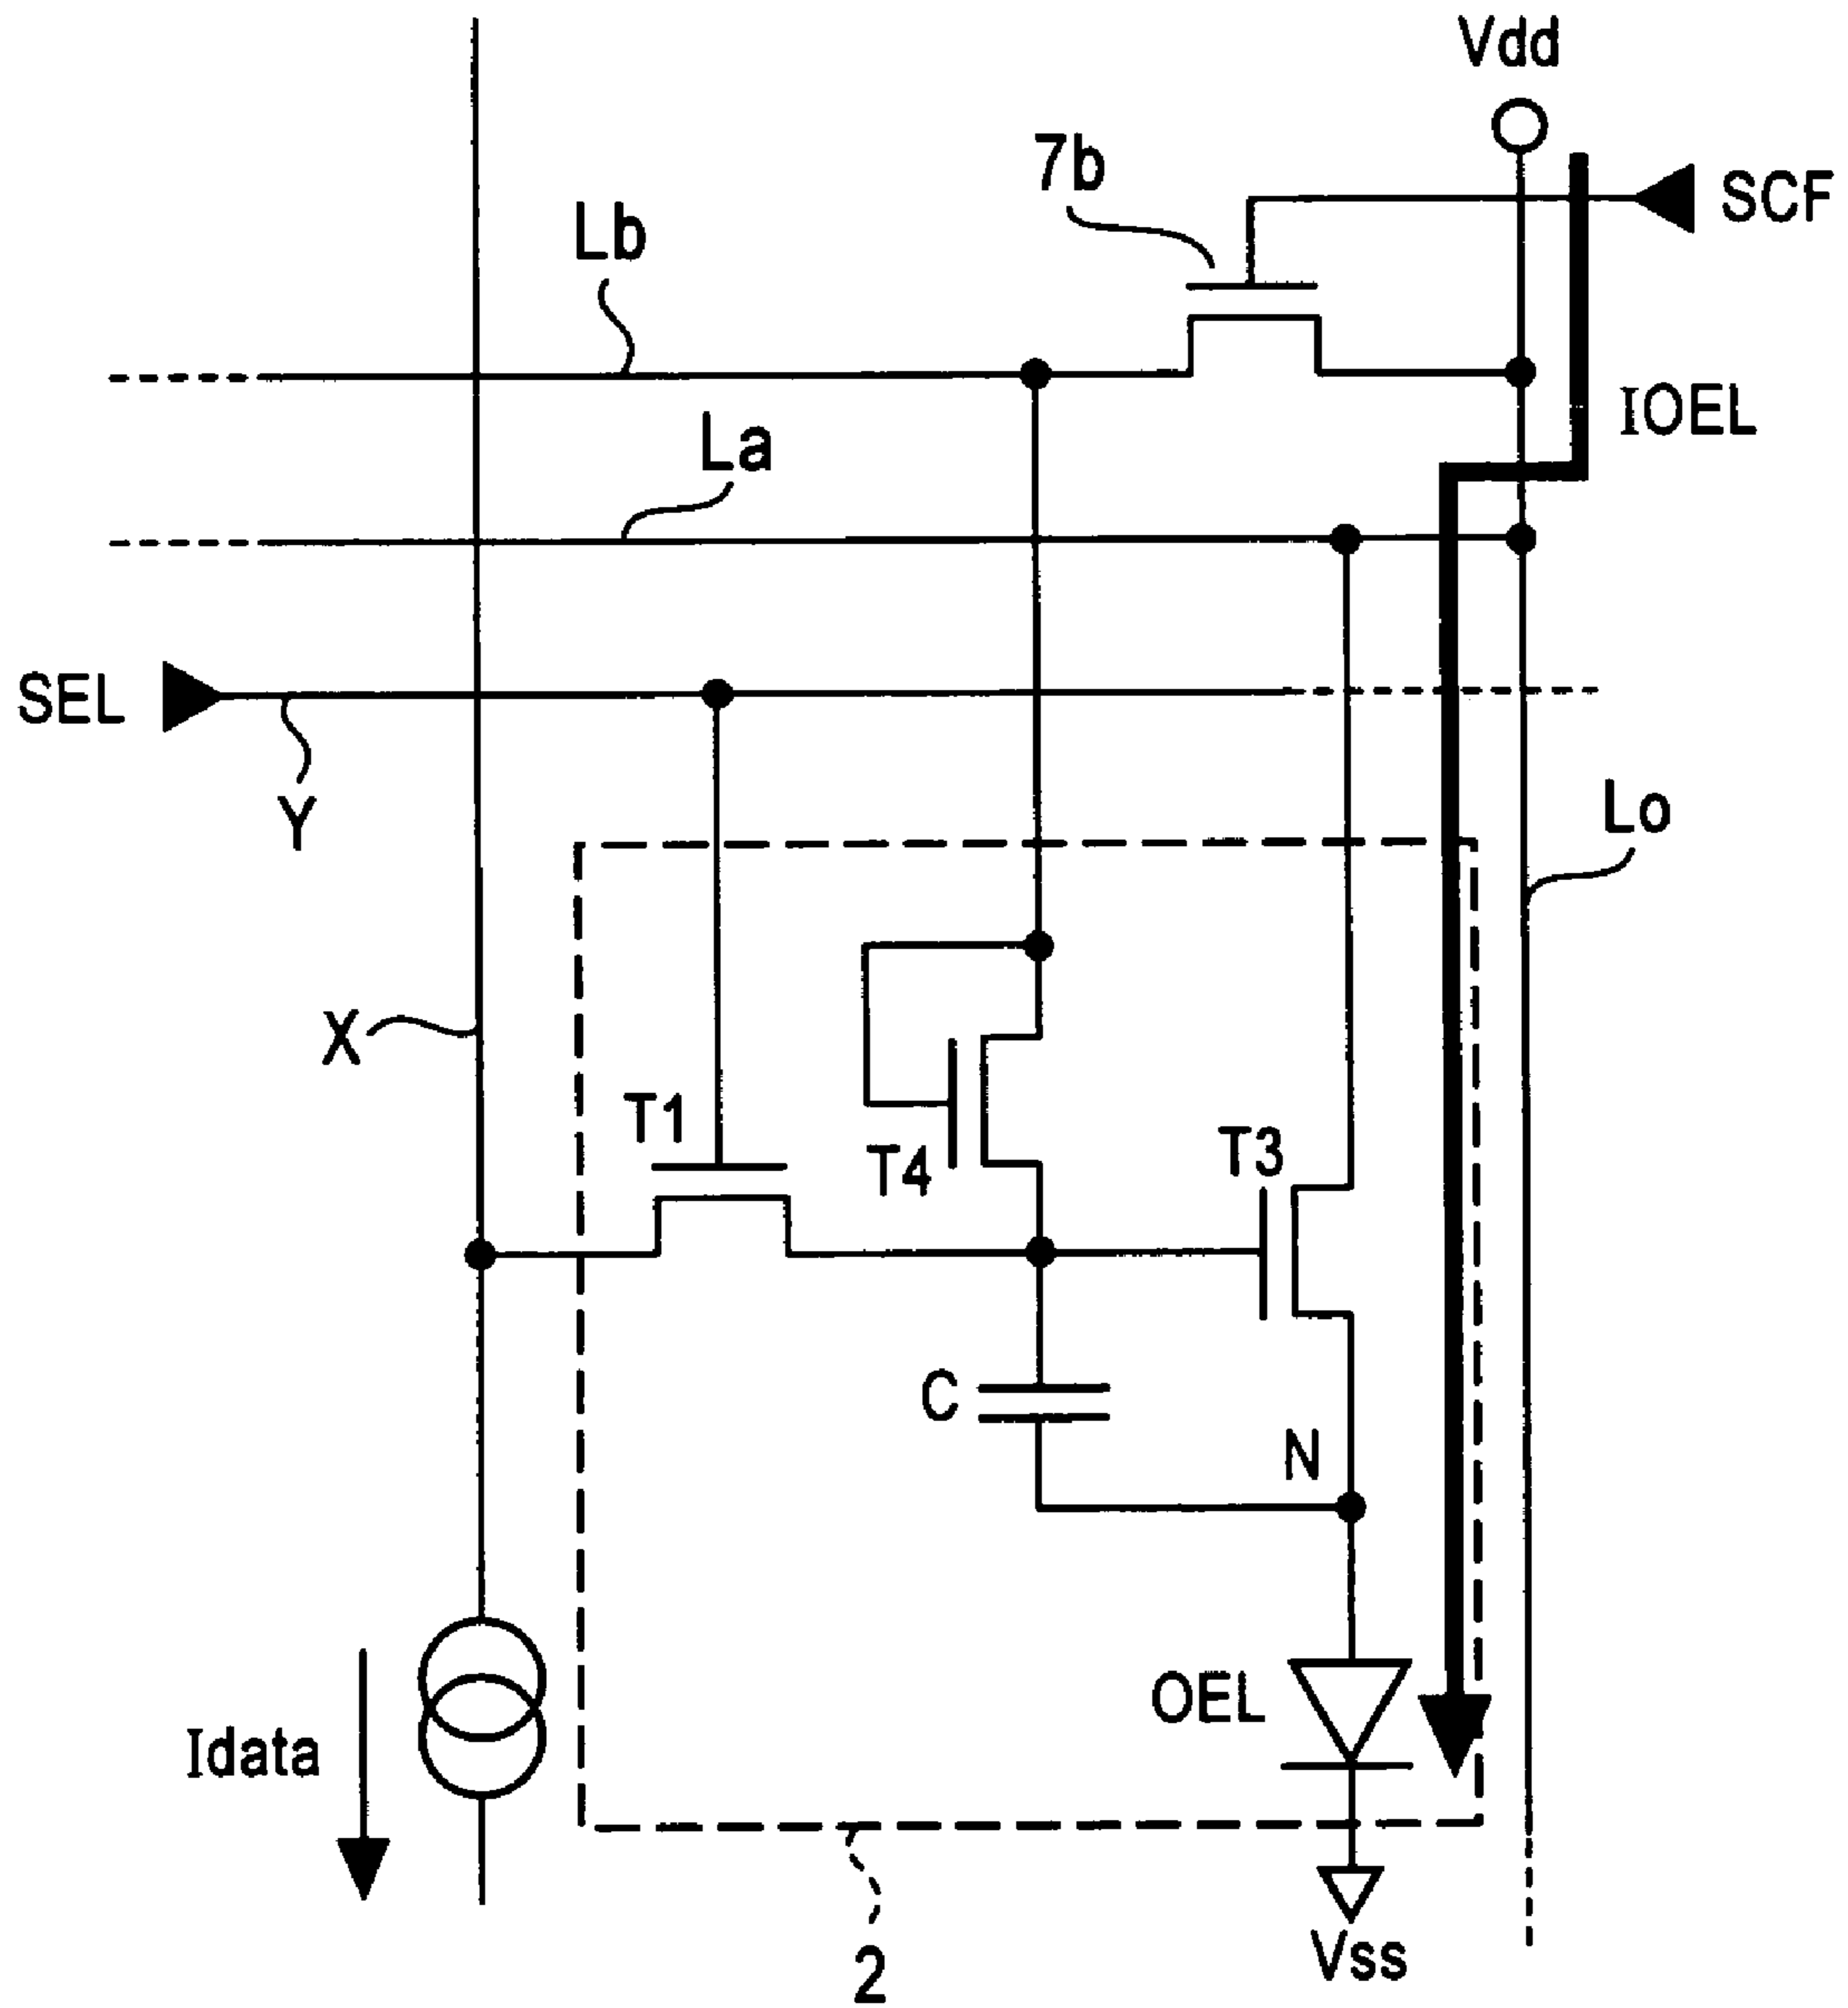 Vdd
7b
SCF
Lb
IOEL
La
SEL
Y
Lo
X
T1
T4
T3
C
N
OEL
Idata
2
Vss